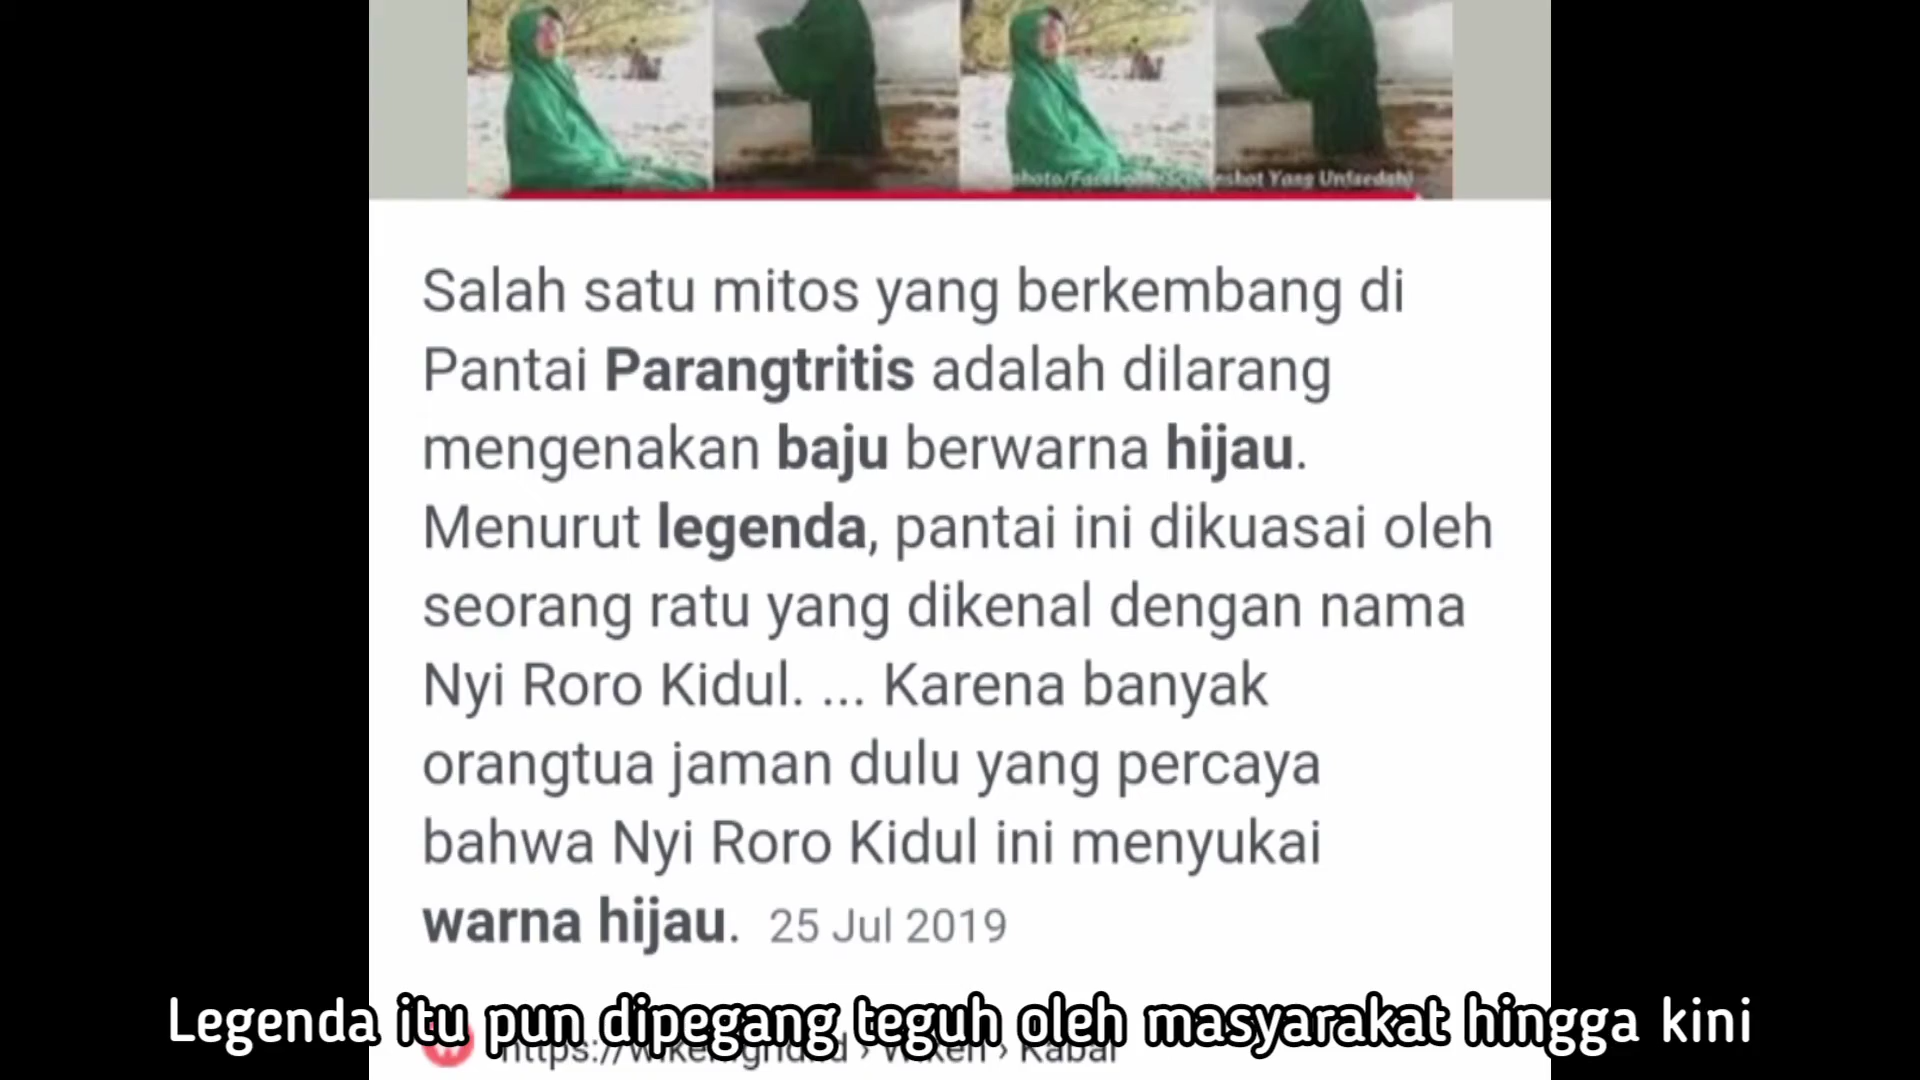 Salah satu mitos yang berkembang di
Pantai Parangtritis adalah dilarang
mengenakan baju berwarna hijau.
Menurut legenda, pantai ini dikuasai oleh
seorang ratu yang dikenal dengan nama
Nyi Roro Kidul. ... Karena banyak
orangtua jaman dulu yang percaya
bahwa Nyi Roro Kidul ini menyukai
warna hijau. 25 Jul 2019
Legenda itu pun dipegang teguh oleh masyarakat hingga kini